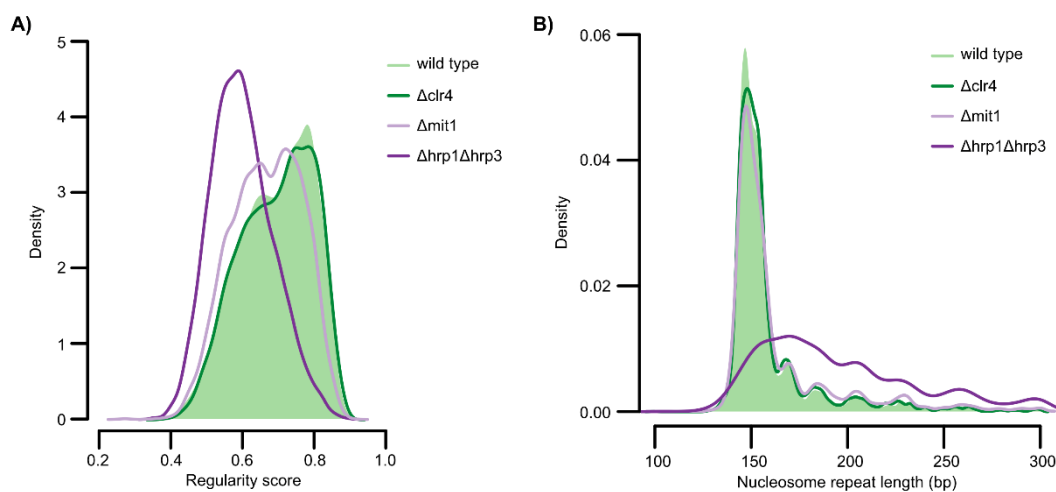 A)
5
4
3
2
1
0
Density
0.2
0.4
0.6
0.8
1.0
Regularity score
wild type
Δclr4
Δmit1
Δhrp1Δhrp3
B)
0.06
0.04
0.02
0.00
Density
100
150
200
250
300
Nucleosome repeat length (bp)
wild type
Δclr4
Δmit1
Δhrp1Δhrp3